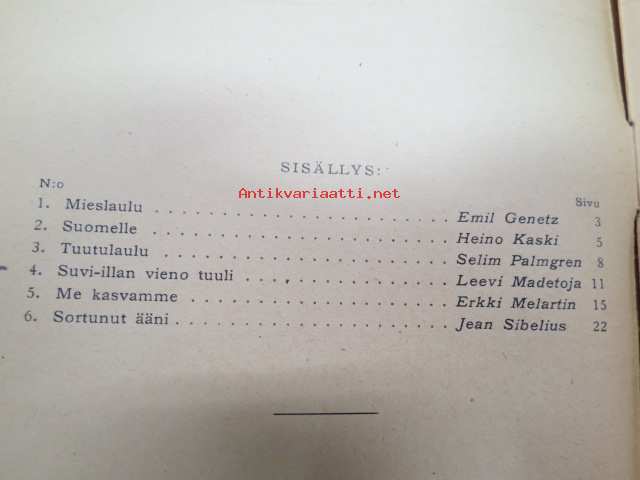 SISÄLLYS:
Antikvariaatti.net
N:o Sivu
1. Mieslaulu . . . . . . . . . . . . . . . . . . . . . . . Emil Genetz 3
2. Suomelle . . . . . . . . . . . . . . . . . . . . . . . Heino Kaski 5
3. Tuutulaulu . . . . . . . . . . . . . . . . . . . . . . Selim Palmgren 8
4. Suvi-illan vieno tuuli . . . . . . . . . . . . . . . . Leevi Madetoja 11
5. Me kasvamme . . . . . . . . . . . . . . . . . . . . Erkki Melartin 15
6. Sortunut ääni . . . . . . . . . . . . . . . . . . . . . Jean Sibelius 22